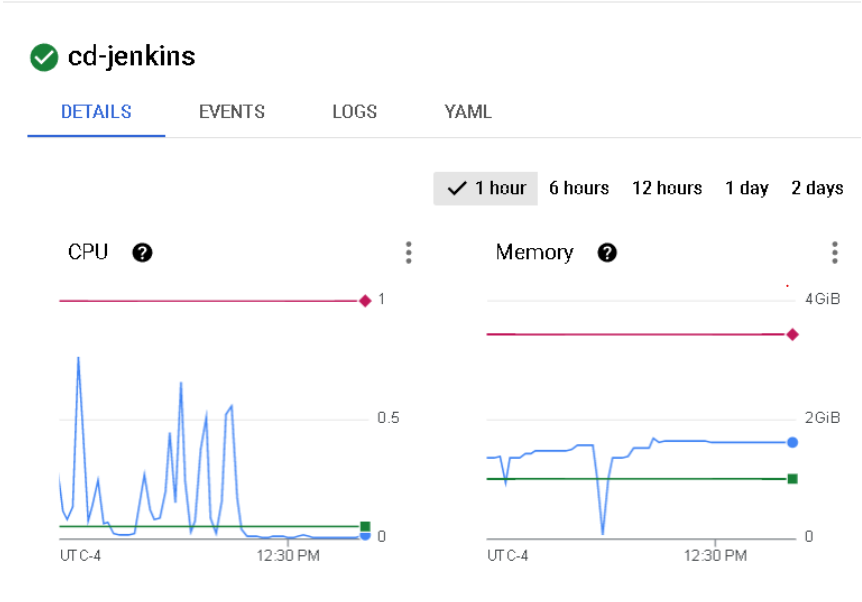 cd-jenkins
DETAILS EVENTS LOGS YAML
1 hour 6 hours 12 hours 1 day 2 days
CPU ?
1
0.5
0
UTC-4 12:30 PM
Memory ?
4GiB
2GiB
0
UTC-4 12:30 PM